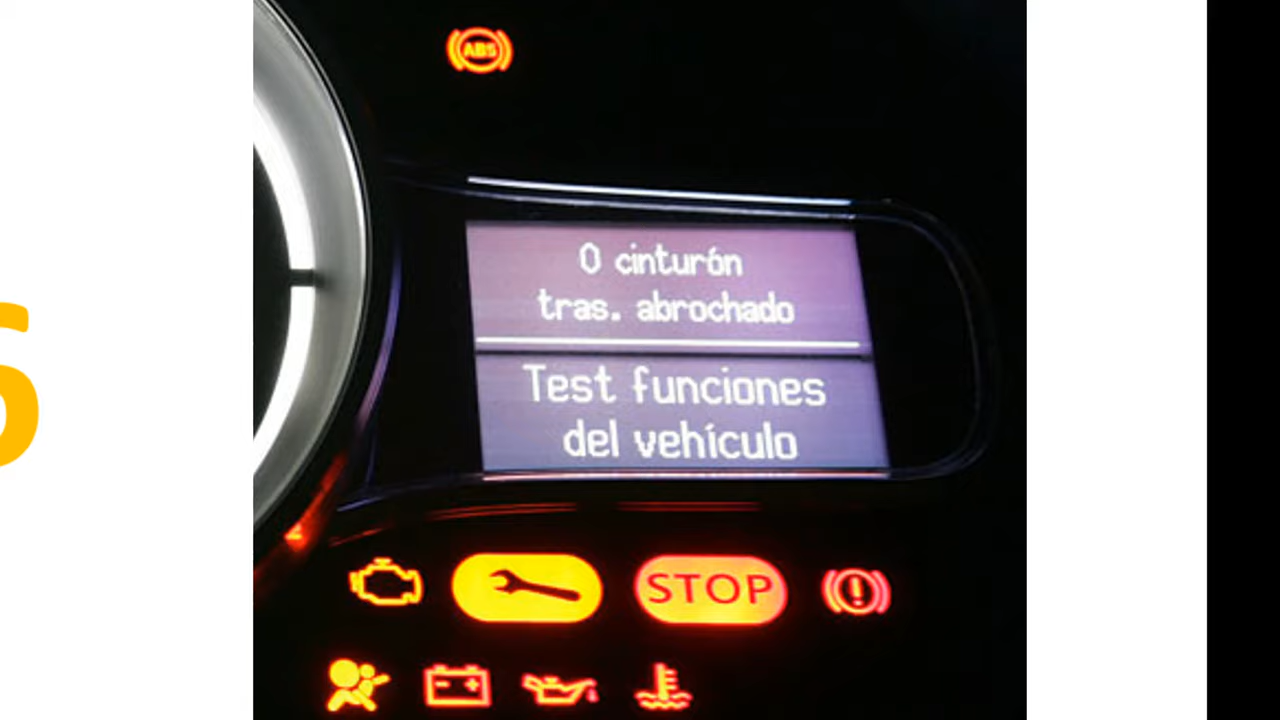 ABS
0 cinturón
tras. abrochado
Test funciones
del vehículo
STOP